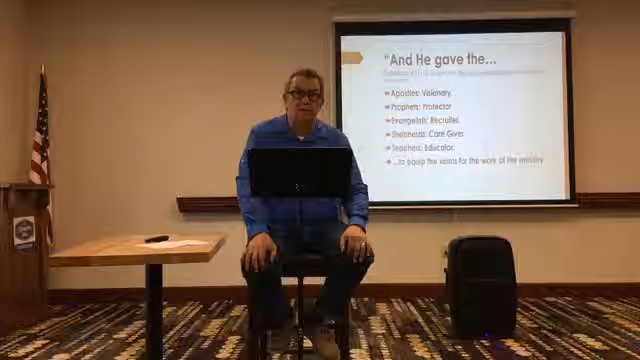 "And He gave the...
Apostles: Visionary.
Prophets: Protector
Evangelists: Recruiter.
Shepherds: Care Giver
Teachers: Educator.
...to equip the saints for the work of the ministry